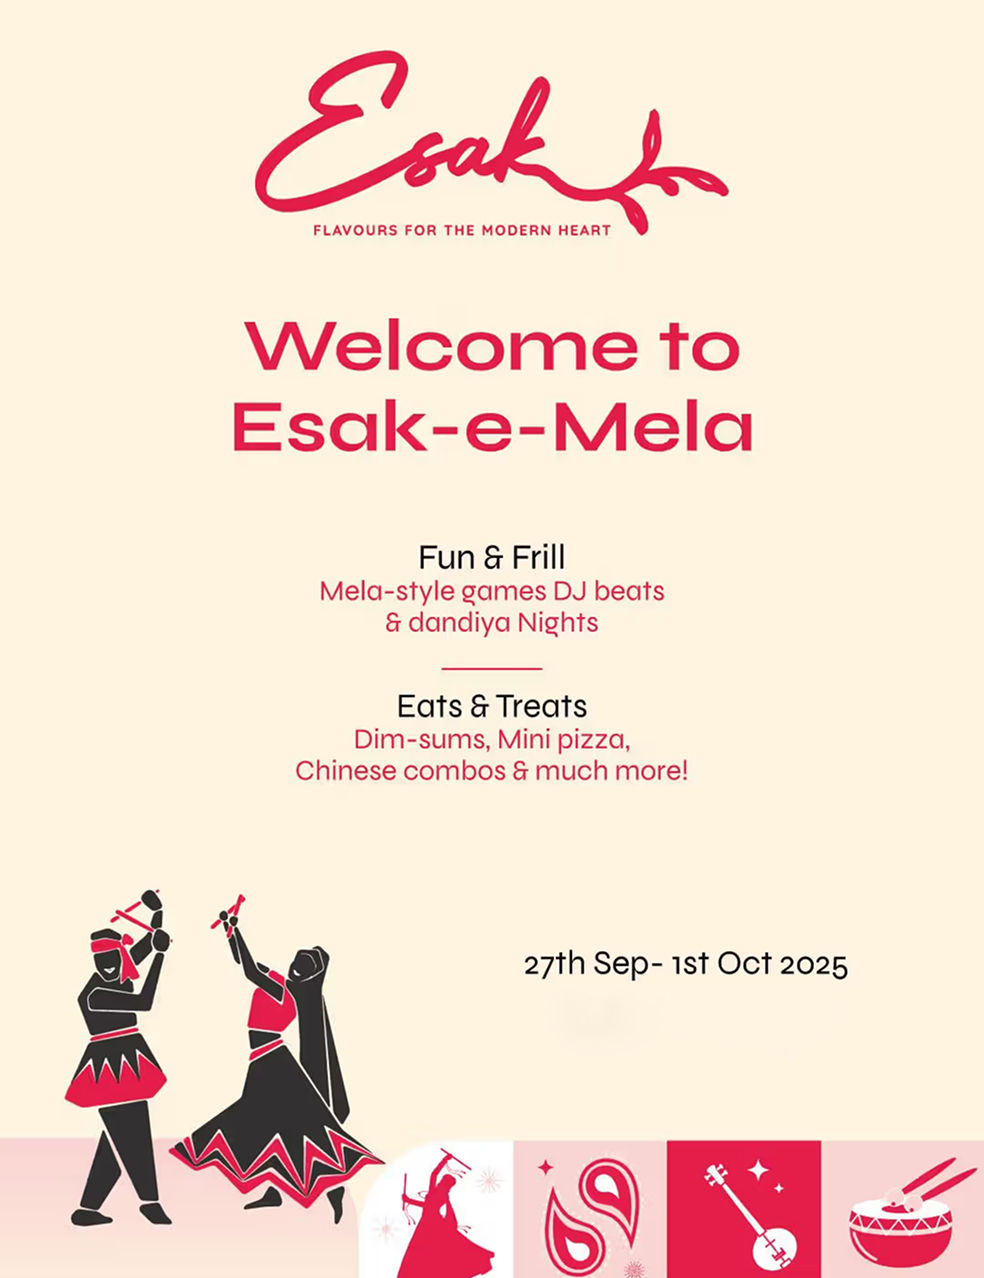 Esak
FLAVOURS FOR THE MODERN HEART
Welcome to
Esak-e-Mela
Fun & Frill
Mela-style games DJ beats
& dandiya Nights
Eats & Treats
Dim-sums, Mini pizza,
Chinese combos & much more!
27th Sep- 1st Oct 2025